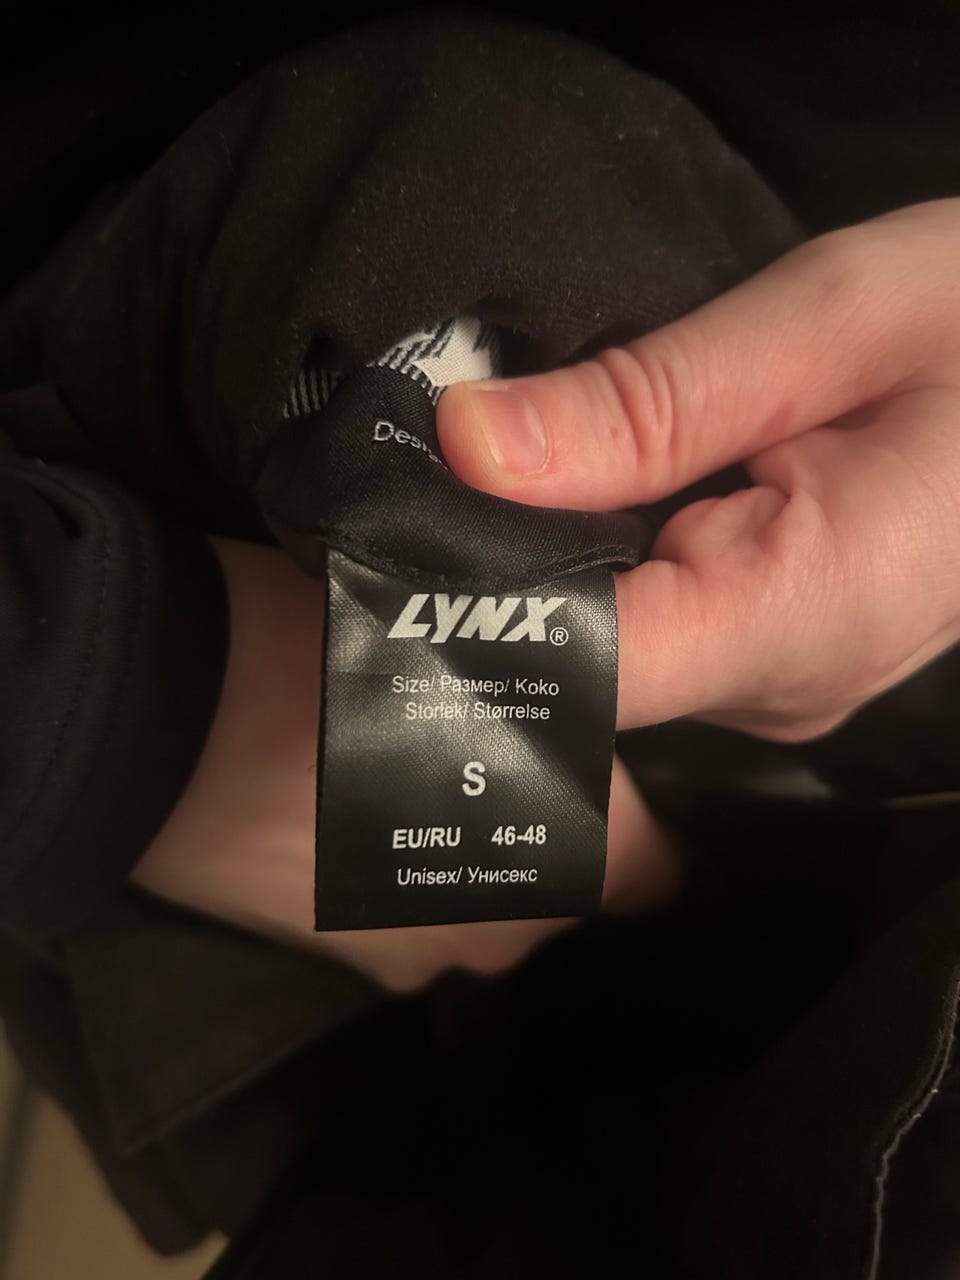 LYNX®
Size/ Размер/ Koko
Storlek/ Størrelse
S
EU/RU 46-48
Unisex/ Унисекс